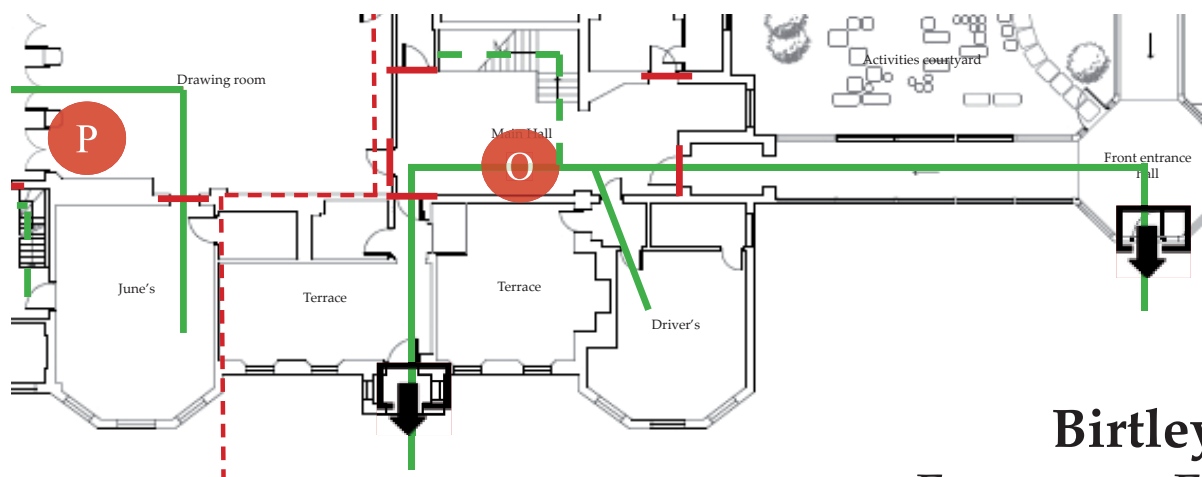 Drawing room
Activities courtyard
P
Main Hall
O
Front entrance
Hall
June's
Terrace
Terrace
Driver's
Birtley